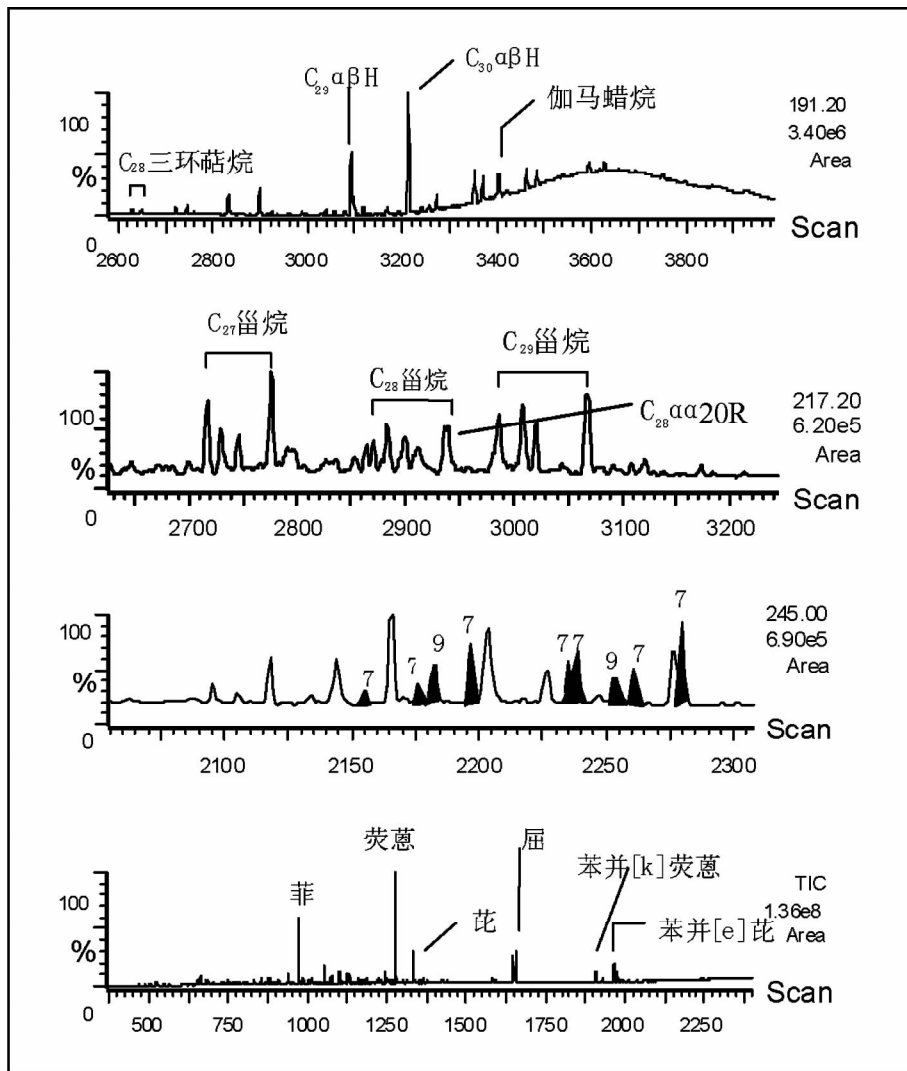 C₂₉αβH
C₃₀αβH
伽马蜡烷
C₂₈三环萜烷
100
%
0
191.20
3.40e6
Area
Scan
2600 2800 3000 3200 3400 3600 3800
C₂₇甾烷
C₂₈甾烷
C₂₉甾烷
C₂₈αα20R
100
%
0
217.20
6.20e5
Area
Scan
2700 2800 2900 3000 3100 3200
7 7 9 7 7 7 9 7 7
100
%
0
245.00
6.90e5
Area
Scan
2100 2150 2200 2250 2300
菲
荧蒽
芘
屈
苯并[k]荧蒽
苯并[e]芘
100
%
0
TIC
1.36e8
Area
Scan
500 750 1000 1250 1500 1750 2000 2250